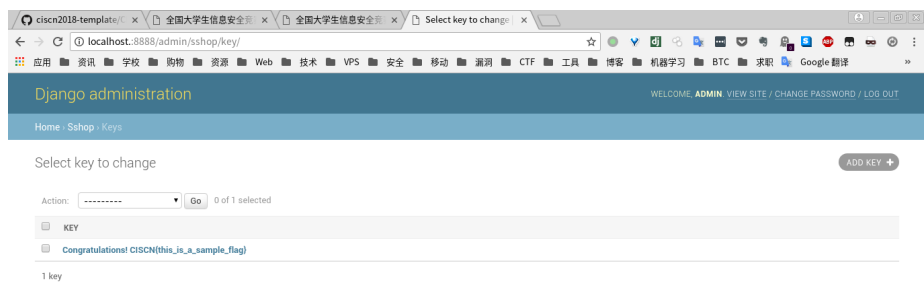 ciscn2018-template/
全国大学生信息安全竞
全国大学生信息安全竞
Select key to change |
localhost.:8888/admin/sshop/key/
应用 资讯 学校 购物 资源 Web 技术 VPS 安全 移动 漏洞 CTF 工具 博客 机器学习 BTC 求职 Google 翻译 »
Django administration
WELCOME, ADMIN. VIEW SITE / CHANGE PASSWORD / LOG OUT
Home › Sshop › Keys
Select key to change
ADD KEY +
Action: --------- Go 0 of 1 selected
KEY
Congratulations! CISCN{this_is_a_sample_flag}
1 key